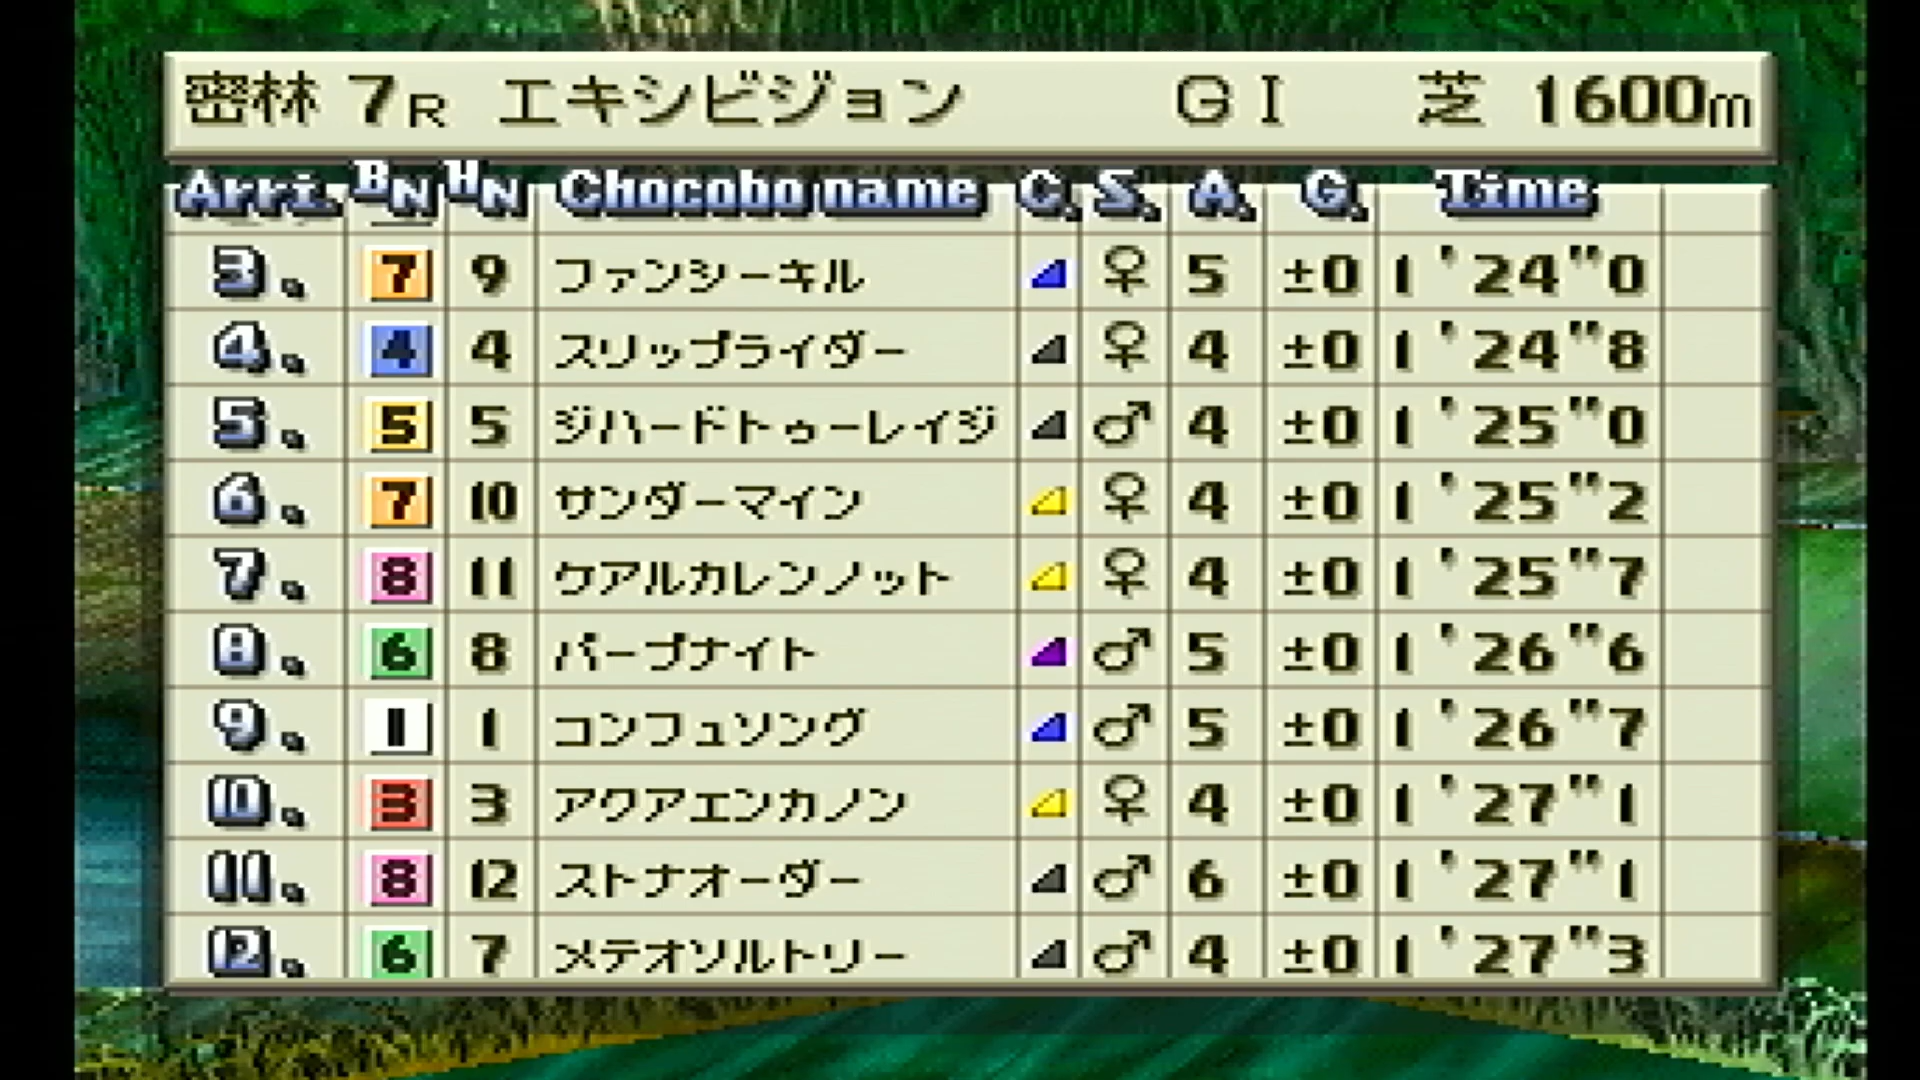 密林 7R エキシビジョン GI 芝 1600m
Arri. BN HN Chocobo name C. S. A. G. Time
3. 7 9 ファンシーキル ♀ 5 ±0 1'24"0
4. 4 4 スリップライダー ♀ 4 ±0 1'24"8
5. 5 5 ジハードトゥーレイジ ♂ 4 ±0 1'25"0
6. 7 10 サンダーマイン ♀ 4 ±0 1'25"2
7. 8 11 ケアルカレンノット ♀ 4 ±0 1'25"7
8. 6 8 パープナイト ♂ 5 ±0 1'26"6
9. 1 1 コンフュソング ♂ 5 ±0 1'26"7
10. 3 3 アクアエンカノン ♀ 4 ±0 1'27"1
11. 8 12 ストナオーダー ♂ 6 ±0 1'27"1
12. 6 7 メテオソルトリー ♂ 4 ±0 1'27"3